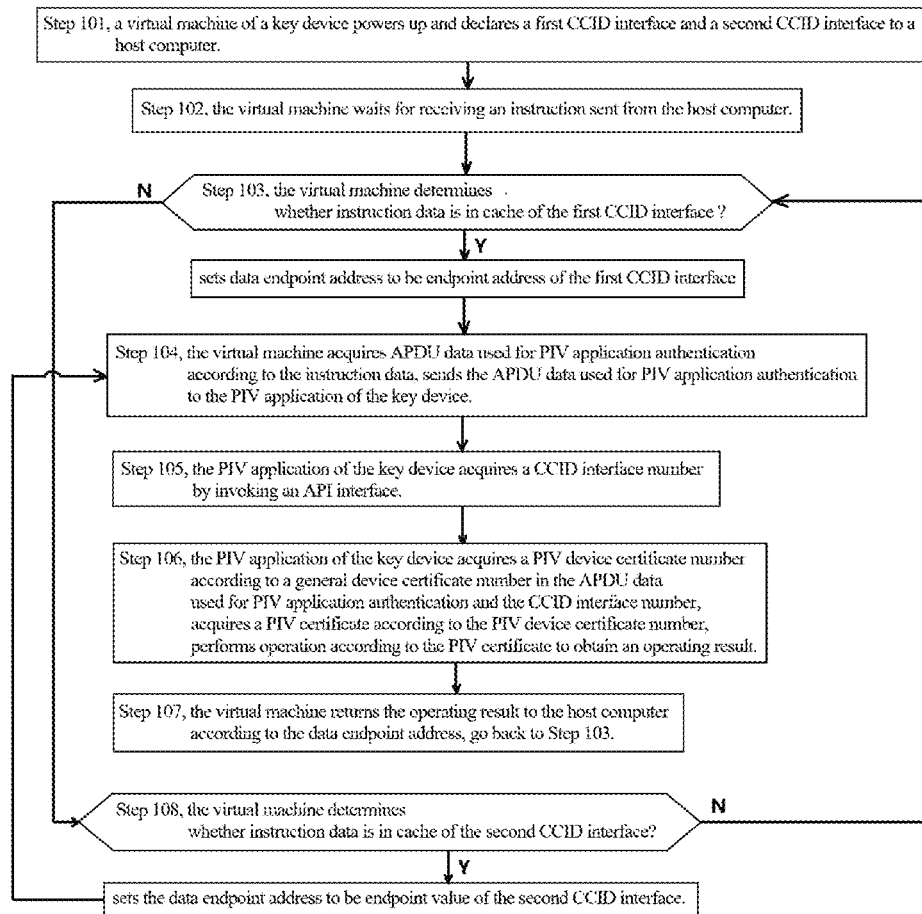 Step 101, a virtual machine of a key device powers up and declares a first CCID interface and a second CCID interface to a
host computer.
Step 102, the virtual machine waits for receiving an instruction sent from the host computer.
N
Step 103, the virtual machine determines
whether instruction data is in cache of the first CCID interface ?
Y
sets data endpoint address to be endpoint address of the first CCID interface
Step 104, the virtual machine acquires APDU data used for PIV application authentication
according to the instruction data, sends the APDU data used for PIV application authentication
to the PIV application of the key device.
Step 105, the PIV application of the key device acquires a CCID interface number
by invoking an API interface.
Step 106, the PIV application of the key device acquires a PIV device certificate number
according to a general device certificate number in the APDU data
used for PIV application authentication and the CCID interface number,
acquires a PIV certificate according to the PIV device certificate number,
performs operation according to the PIV certificate to obtain an operating result.
Step 107, the virtual machine returns the operating result to the host computer
according to the data endpoint address, go back to Step 103.
Step 108, the virtual machine determines
whether instruction data is in cache of the second CCID interface?
N
Y
sets the data endpoint address to be endpoint value of the second CCID interface.